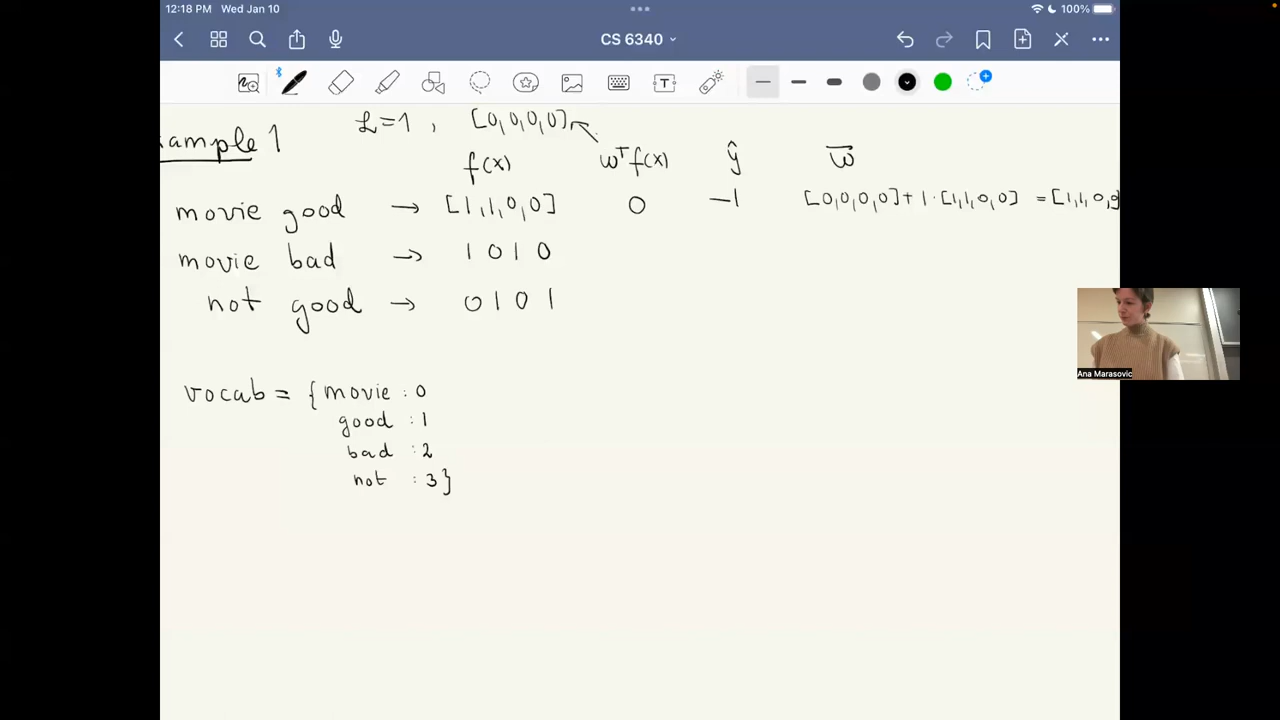 12:18 PM Wed Jan 10
100%
CS 6340
xample 1 L=1 , [0,0,0,0]
f(x) wᵀf(x) ŷ w̅
movie good → [1,1,0,0] 0 -1 [0,0,0,0] + 1·[1,1,0,0] = [1,1,0,0]
movie bad → 1 0 1 0
not good → 0 1 0 1
vocab = {movie : 0
good : 1
bad : 2
not : 3}
Ana Marasovic